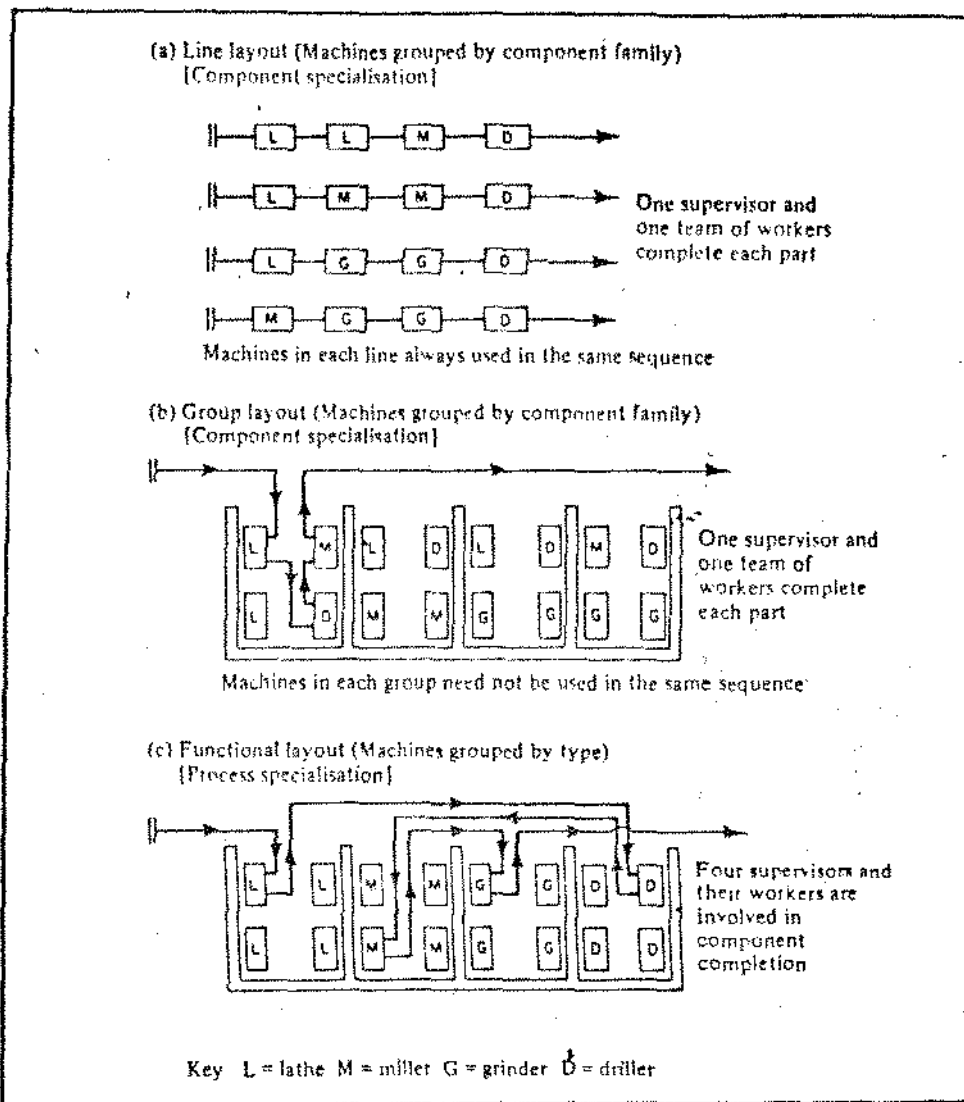 (a) Line layout (Machines grouped by component family)
[Component specialisation]
L L M D
L M M D
One supervisor and
one team of workers
complete each part
L G G D
M G G D
Machines in each line always used in the same sequence
(b) Group layout (Machines grouped by component family)
[Component specialisation]
L M L D L D M D
L D M M G G G G
One supervisor and
one team of
workers complete
each part
Machines in each group need not be used in the same sequence
(c) Functional layout (Machines grouped by type)
[Process specialisation]
L L M M G G D D
L L M M G G D D
Four supervisors and
their workers are
involved in
component
completion
Key L = lathe M = miller G = grinder D = driller